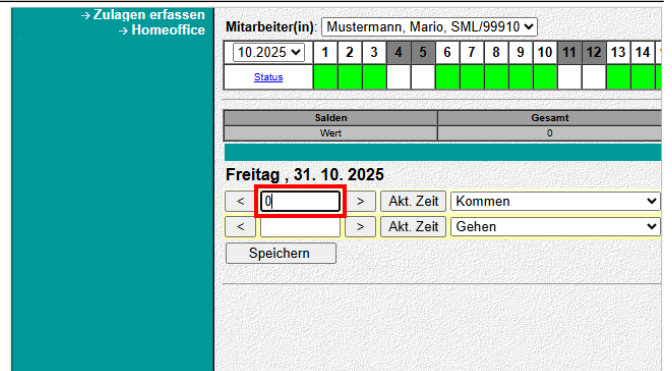 → Zulagen erfassen
→ Homeoffice
Mitarbeiter(in): Mustermann, Mario, SML/99910
10.2025 1 2 3 4 5 6 7 8 9 10 11 12 13 14
Status
Salden Gesamt
Wert 0
Freitag , 31. 10. 2025
< 0 > Akt. Zeit Kommen
< > Akt. Zeit Gehen
Speichern